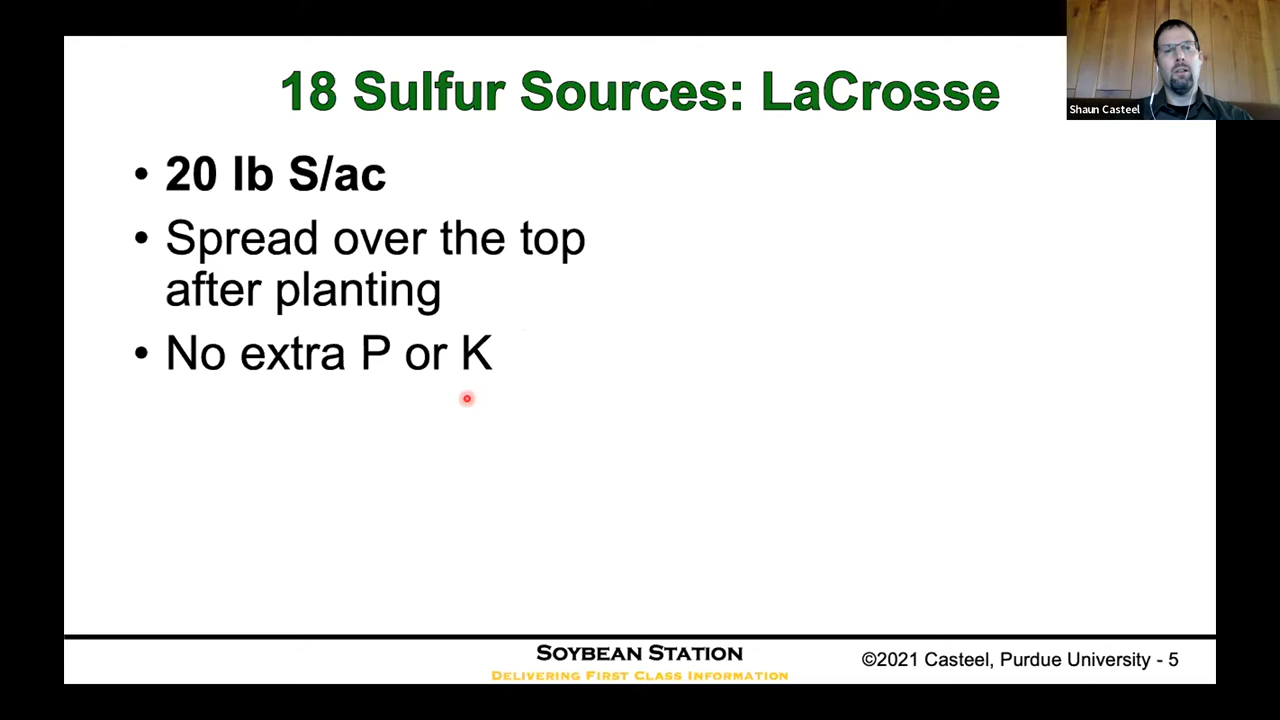 18 Sulfur Sources: LaCrosse
Shaun Casteel
• 20 lb S/ac
• Spread over the top
after planting
• No extra P or K
SOYBEAN STATION
DELIVERING FIRST CLASS INFORMATION
©2021 Casteel, Purdue University - 5